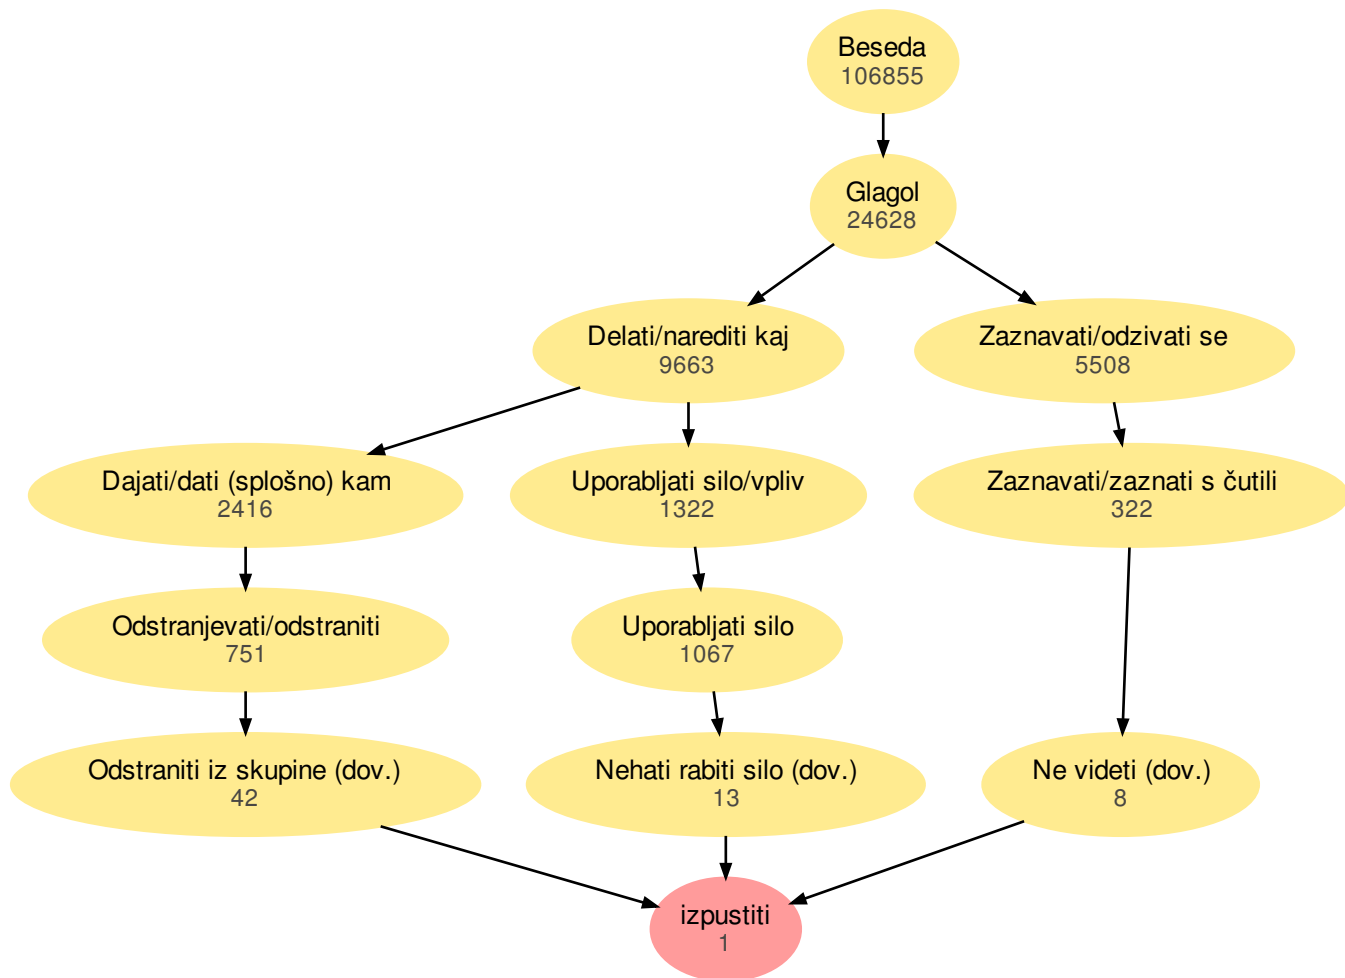 Beseda
106855
Glagol
24628
Delati/narediti kaj
9663
Zaznavati/odzivati se
5508
Dajati/dati (splošno) kam
2416
Uporabljati silo/vpliv
1322
Zaznavati/zaznati s čutili
322
Odstranjevati/odstraniti
751
Uporabljati silo
1067
Odstraniti iz skupine (dov.)
42
Nehati rabiti silo (dov.)
13
Ne videti (dov.)
8
izpustiti
1